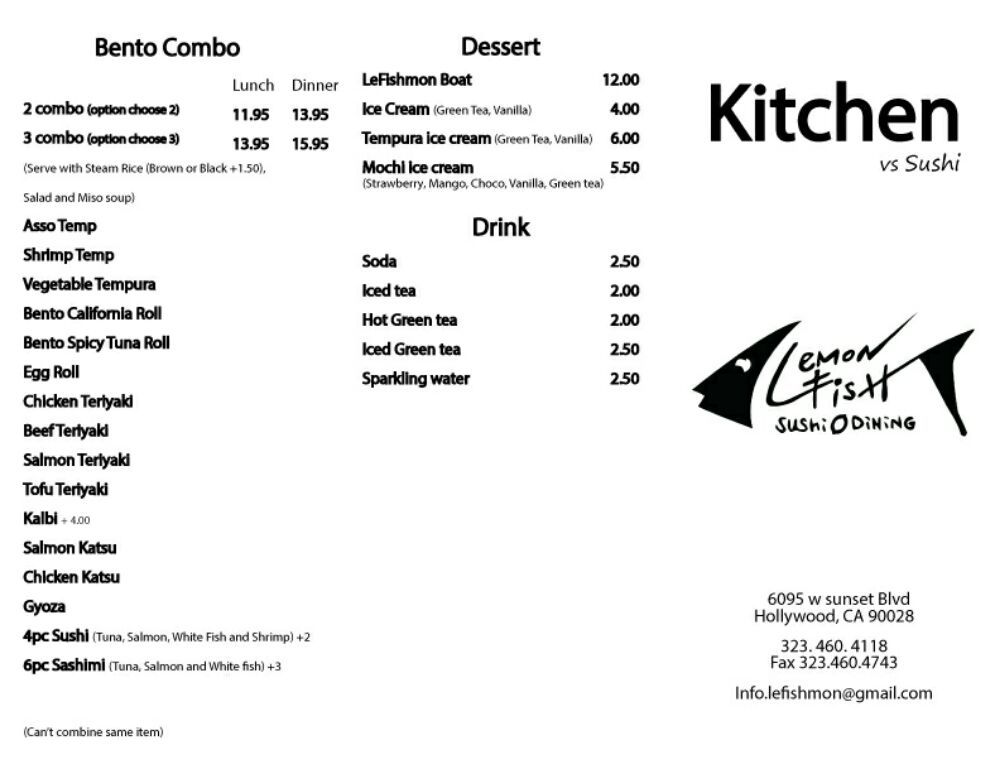 Bento Combo
Lunch Dinner
2 combo (option choose 2) 11.95 13.95
3 combo (option choose 3) 13.95 15.95
(Serve with Steam Rice (Brown or Black +1.50),
Salad and Miso soup)
Asso Temp
Shrimp Temp
Vegetable Tempura
Bento California Roll
Bento Spicy Tuna Roll
Egg Roll
Chicken Teriyaki
Beef Teriyaki
Salmon Teriyaki
Tofu Teriyaki
Kalbi + 4.00
Salmon Katsu
Chicken Katsu
Gyoza
4pc Sushi (Tuna, Salmon, White Fish and Shrimp) +2
6pc Sashimi (Tuna, Salmon and White fish) +3
(Can't combine same item)
Dessert
LeFishmon Boat 12.00
Ice Cream (Green Tea, Vanilla) 4.00
Tempura ice cream (Green Tea, Vanilla) 6.00
Mochi ice cream 5.50
(Strawberry, Mango, Choco, Vanilla, Green tea)
Drink
Soda 2.50
Iced tea 2.00
Hot Green tea 2.00
Iced Green tea 2.50
Sparkling water 2.50
Kitchen
vs Sushi
LEMON
FISH
SUSHI DINING
6095 w sunset Blvd
Hollywood, CA 90028
323. 460. 4118
Fax 323.460.4743
Info.lefishmon@gmail.com